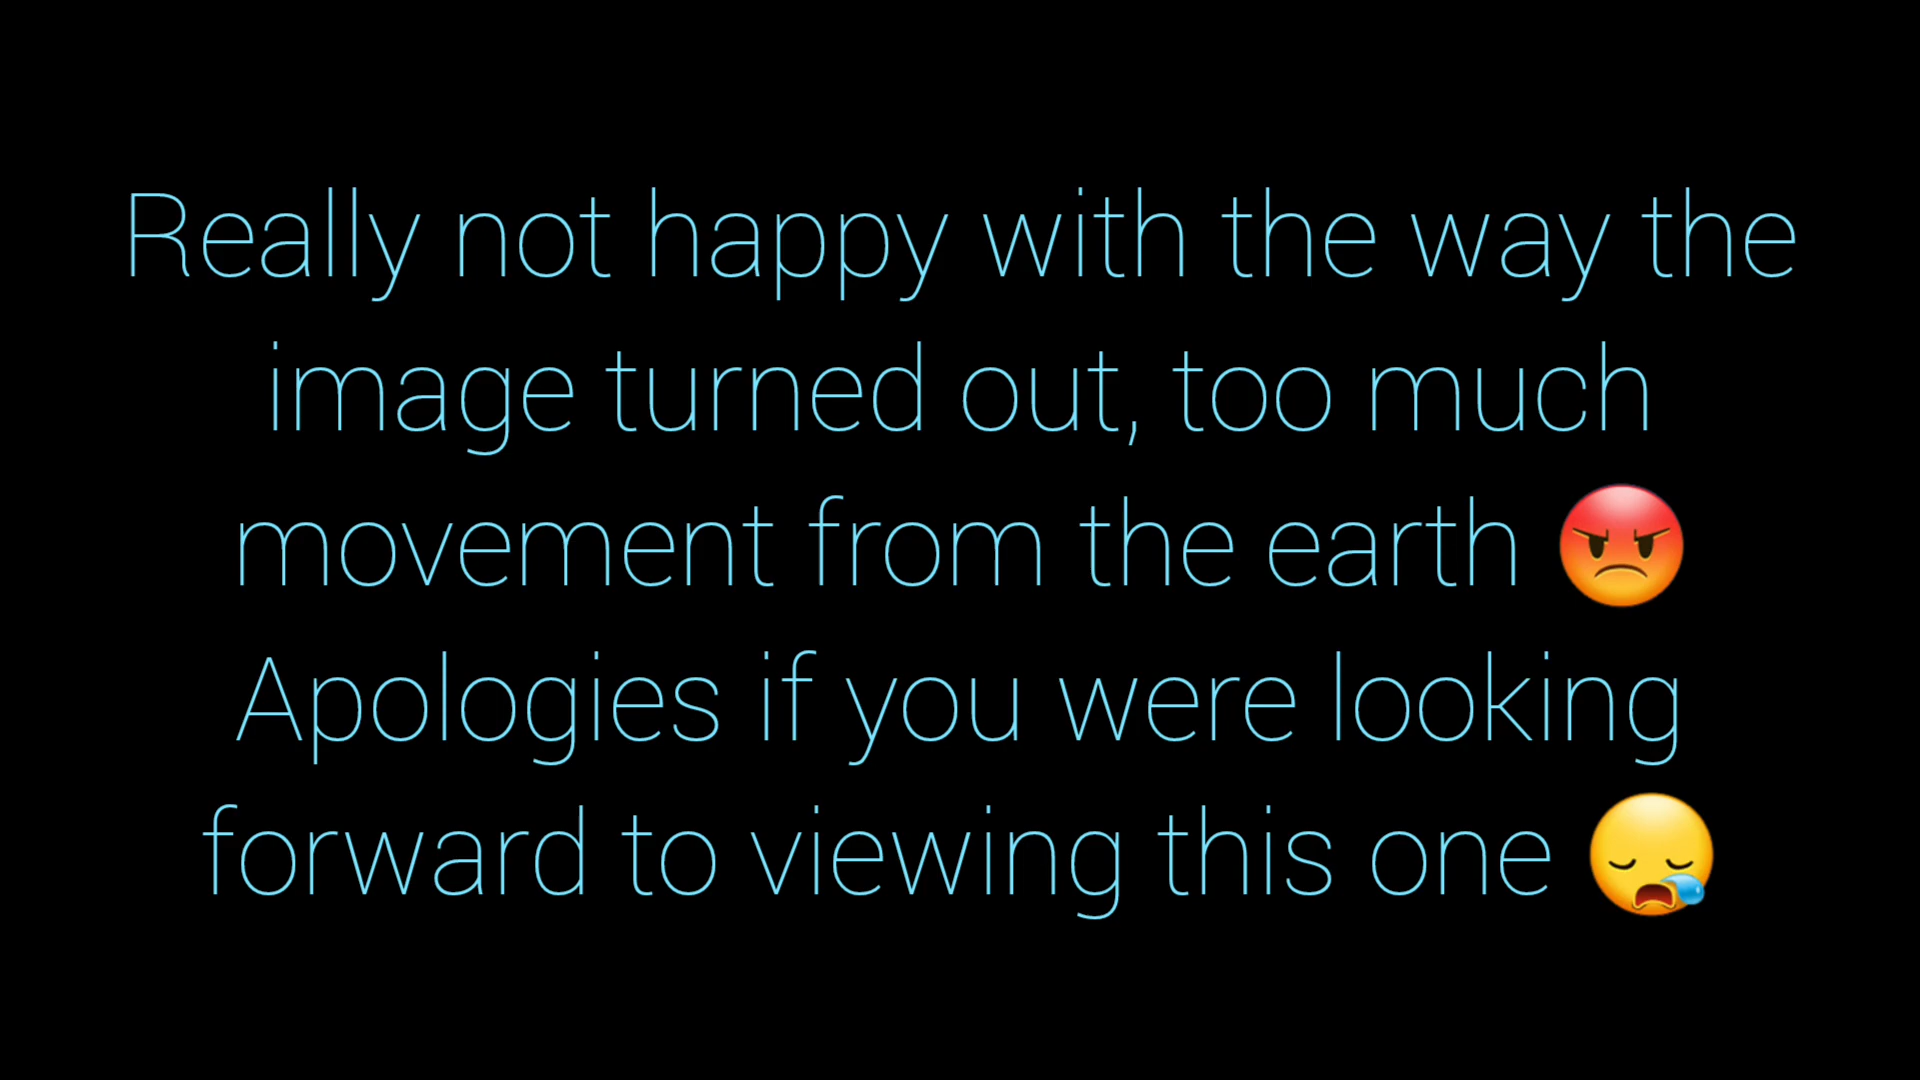 Really not happy with the way the
image turned out, too much
movement from the earth 😡
Apologies if you were looking
forward to viewing this one 😪